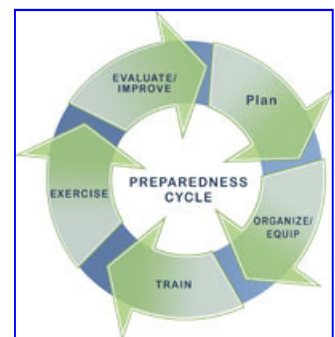 EVALUATE/
IMPROVE
Plan
PREPAREDNESS
CYCLE
ORGANIZE/
EQUIP
TRAIN
EXERCISE